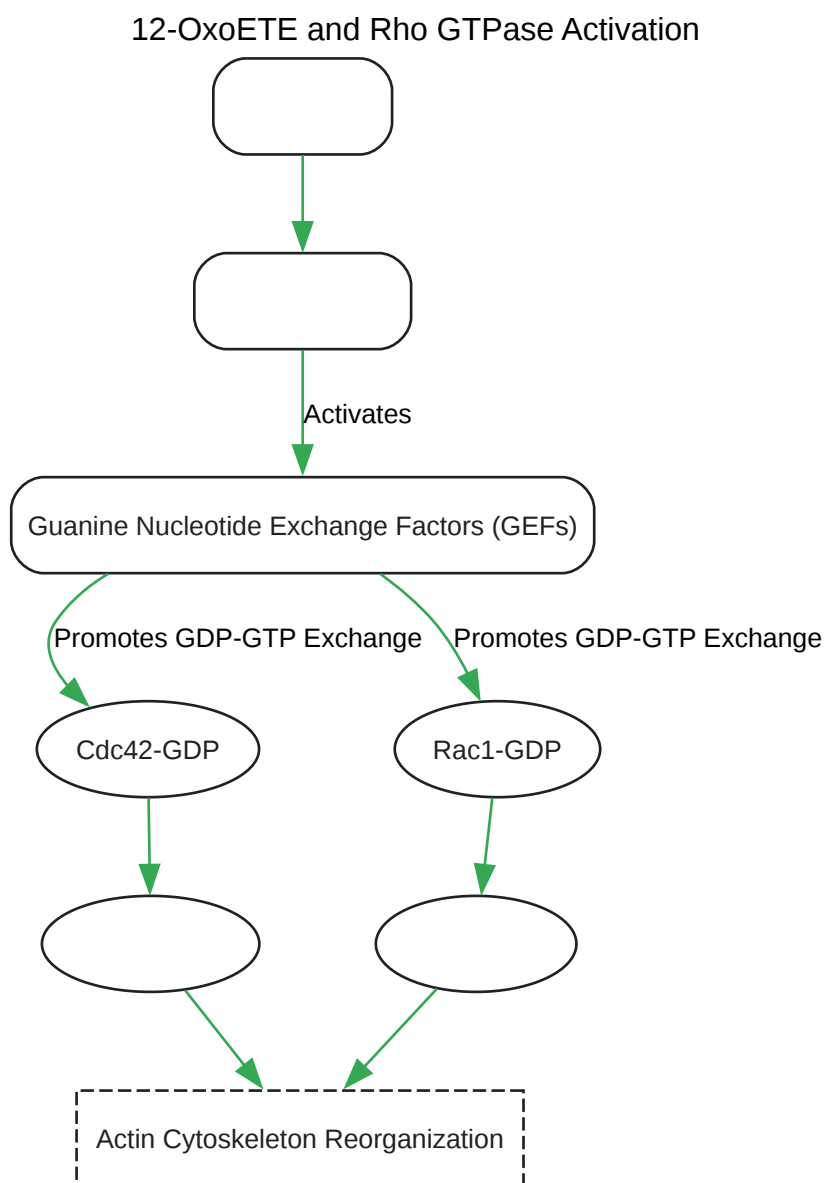 12-OxoETE and Rho GTPase Activation
Activates
Guanine Nucleotide Exchange Factors (GEFs)
Promotes GDP-GTP Exchange
Promotes GDP-GTP Exchange
Cdc42-GDP
Rac1-GDP
Actin Cytoskeleton Reorganization